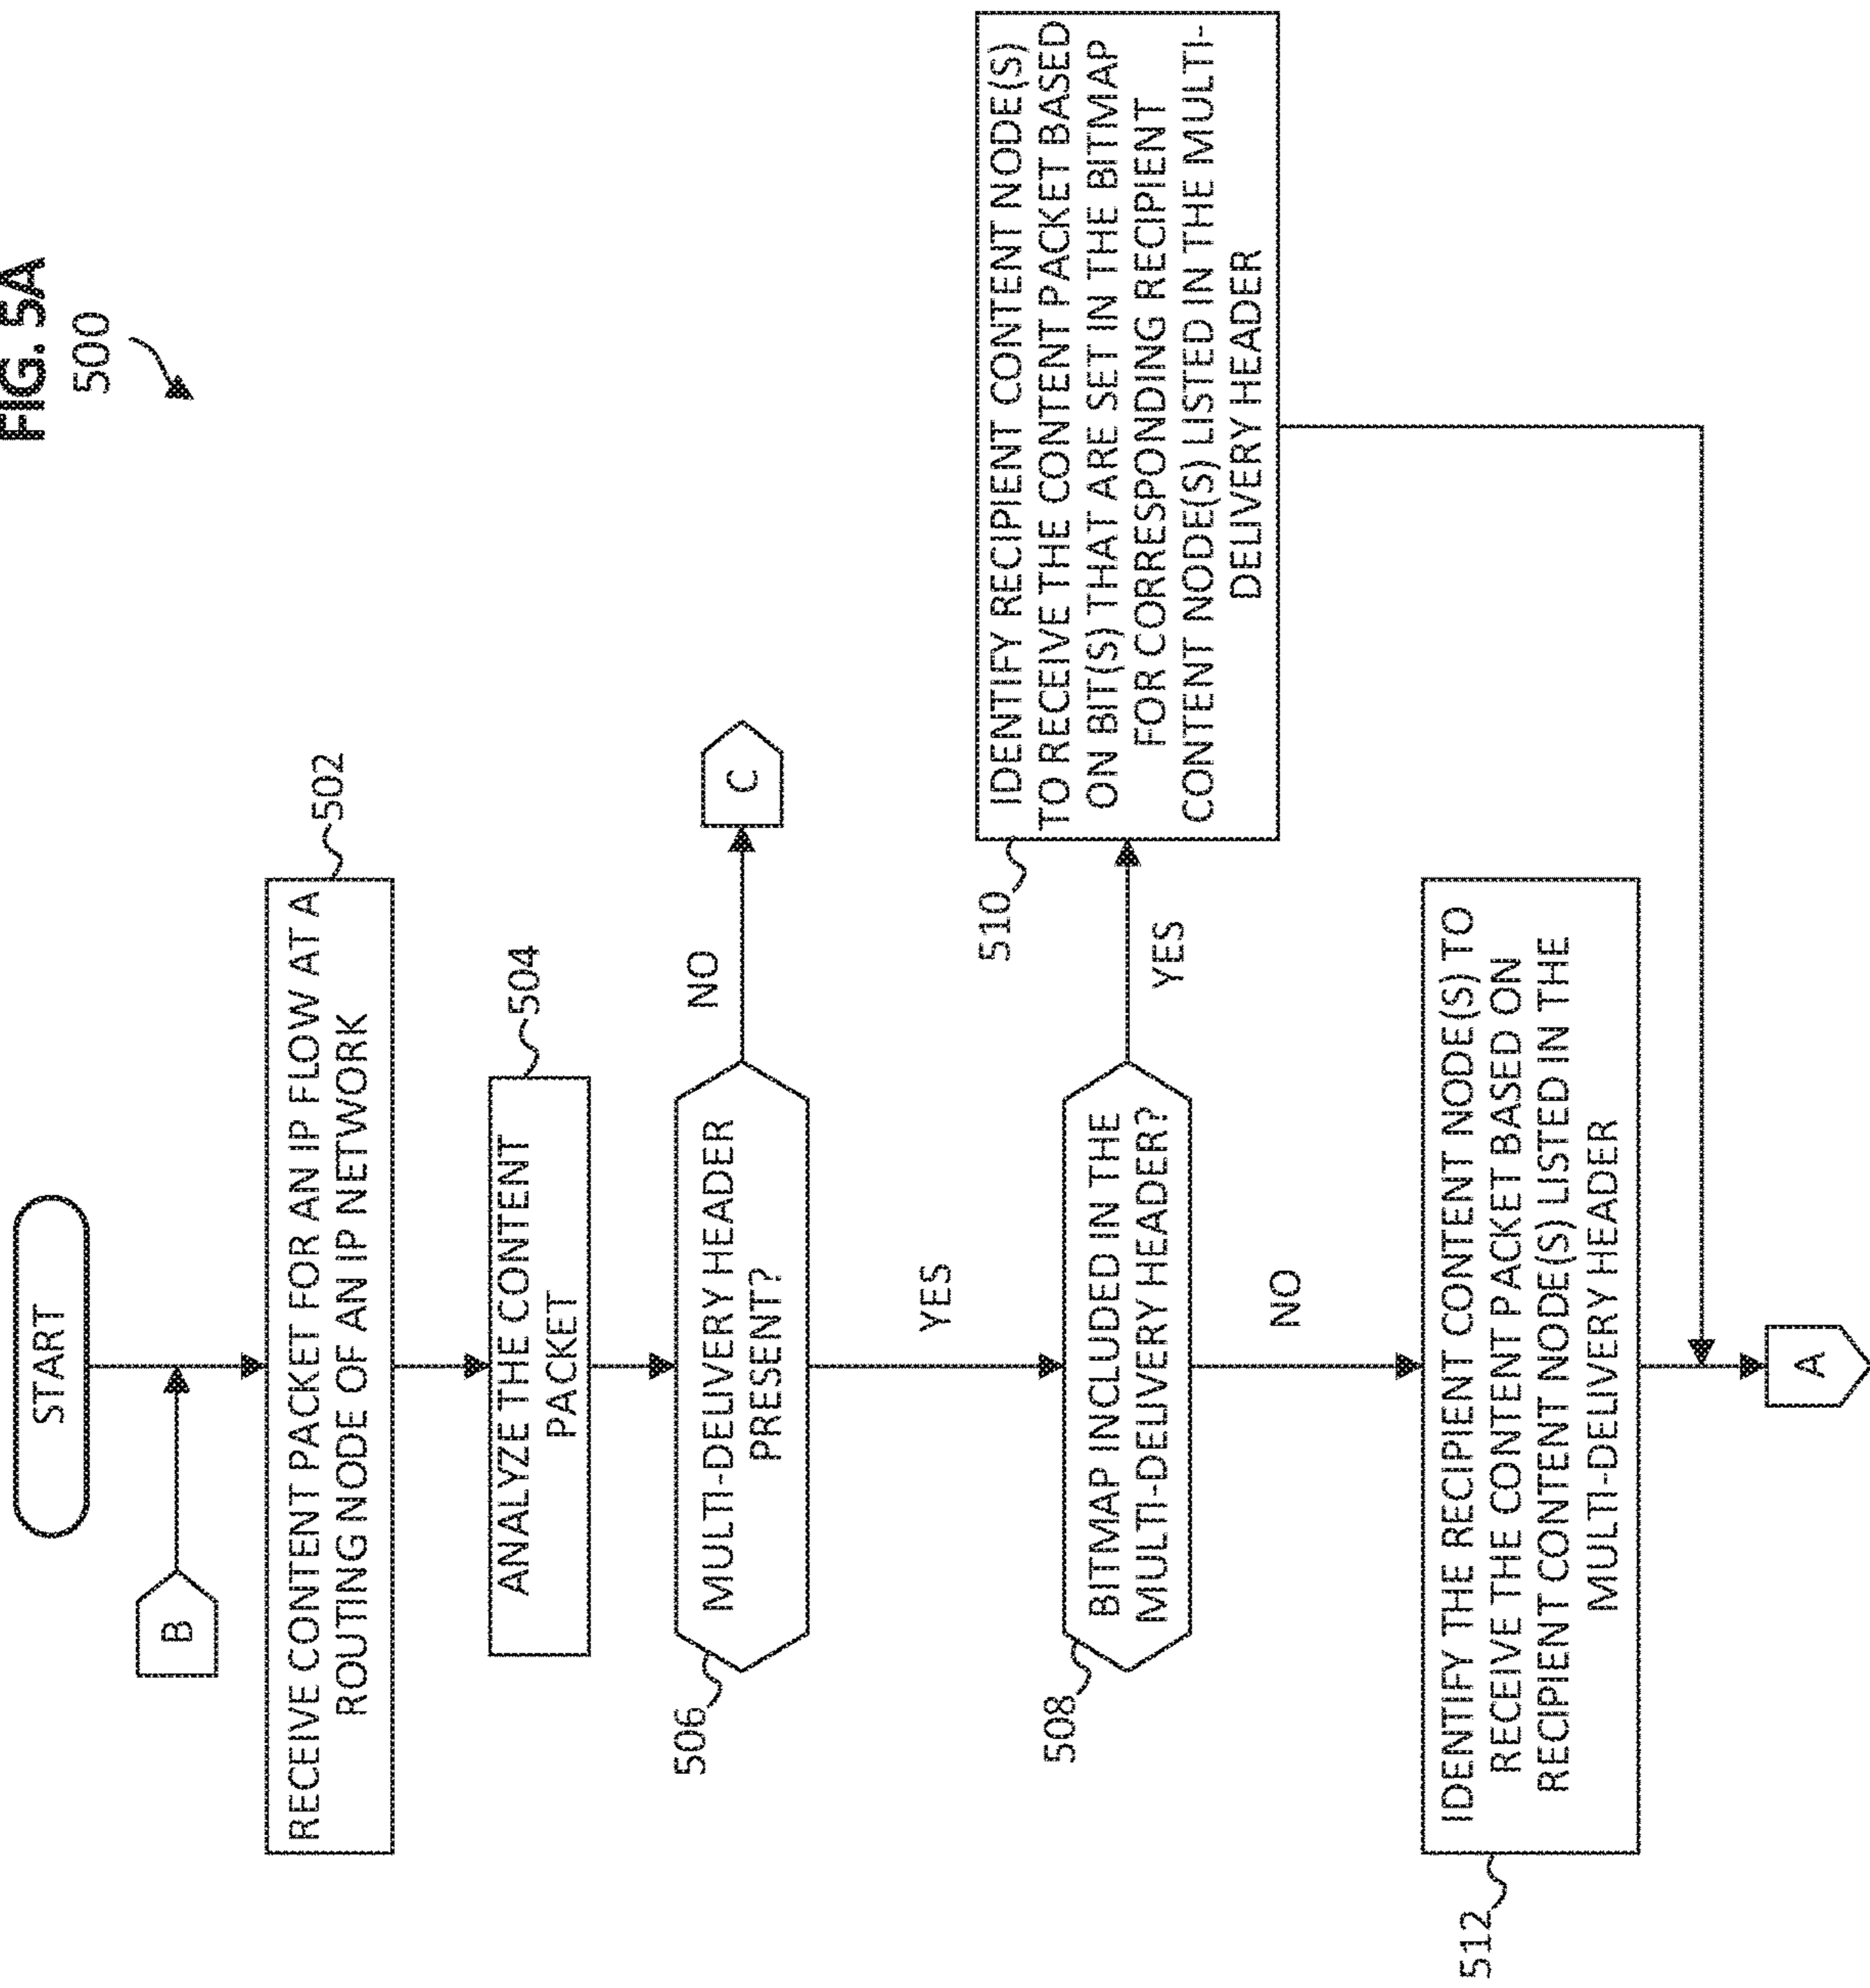 FIG. 5A
500
START
B
RECEIVE CONTENT PACKET FOR AN IP FLOW AT A
ROUTING NODE OF AN IP NETWORK
502
ANALYZE THE CONTENT
PACKET
504
MULTI-DELIVERY HEADER
PRESENT?
506
NO
C
YES
BITMAP INCLUDED IN THE
MULTI-DELIVERY HEADER?
508
YES
510
IDENTIFY RECIPIENT CONTENT NODE(S)
TO RECEIVE THE CONTENT PACKET BASED
ON BIT(S) THAT ARE SET IN THE BITMAP
FOR CORRESPONDING RECIPIENT
CONTENT NODE(S) LISTED IN THE MULTI-
DELIVERY HEADER
NO
IDENTIFY THE RECIPIENT CONTENT NODE(S) TO
RECEIVE THE CONTENT PACKET BASED ON
RECIPIENT CONTENT NODE(S) LISTED IN THE
MULTI-DELIVERY HEADER
512
A